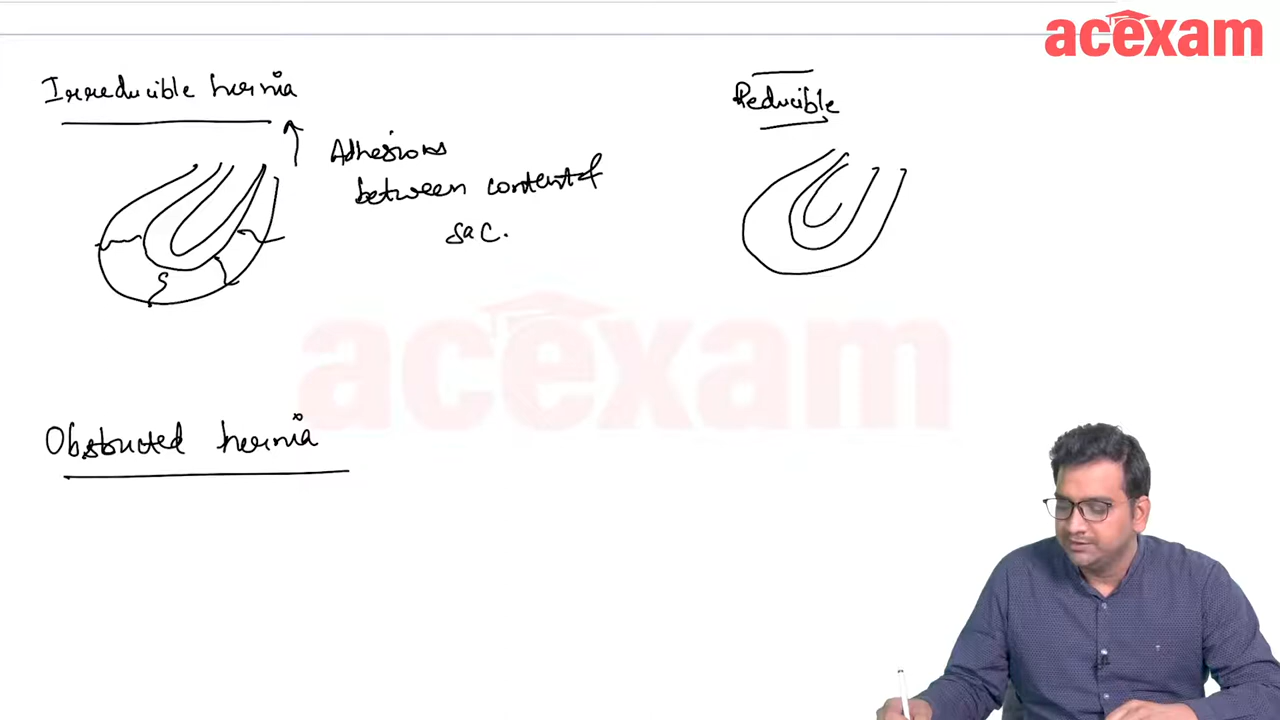 acexam
Irreducible hernia
Reducible
Adhesions
between content of
sac.
acexam
Obstructed hernia